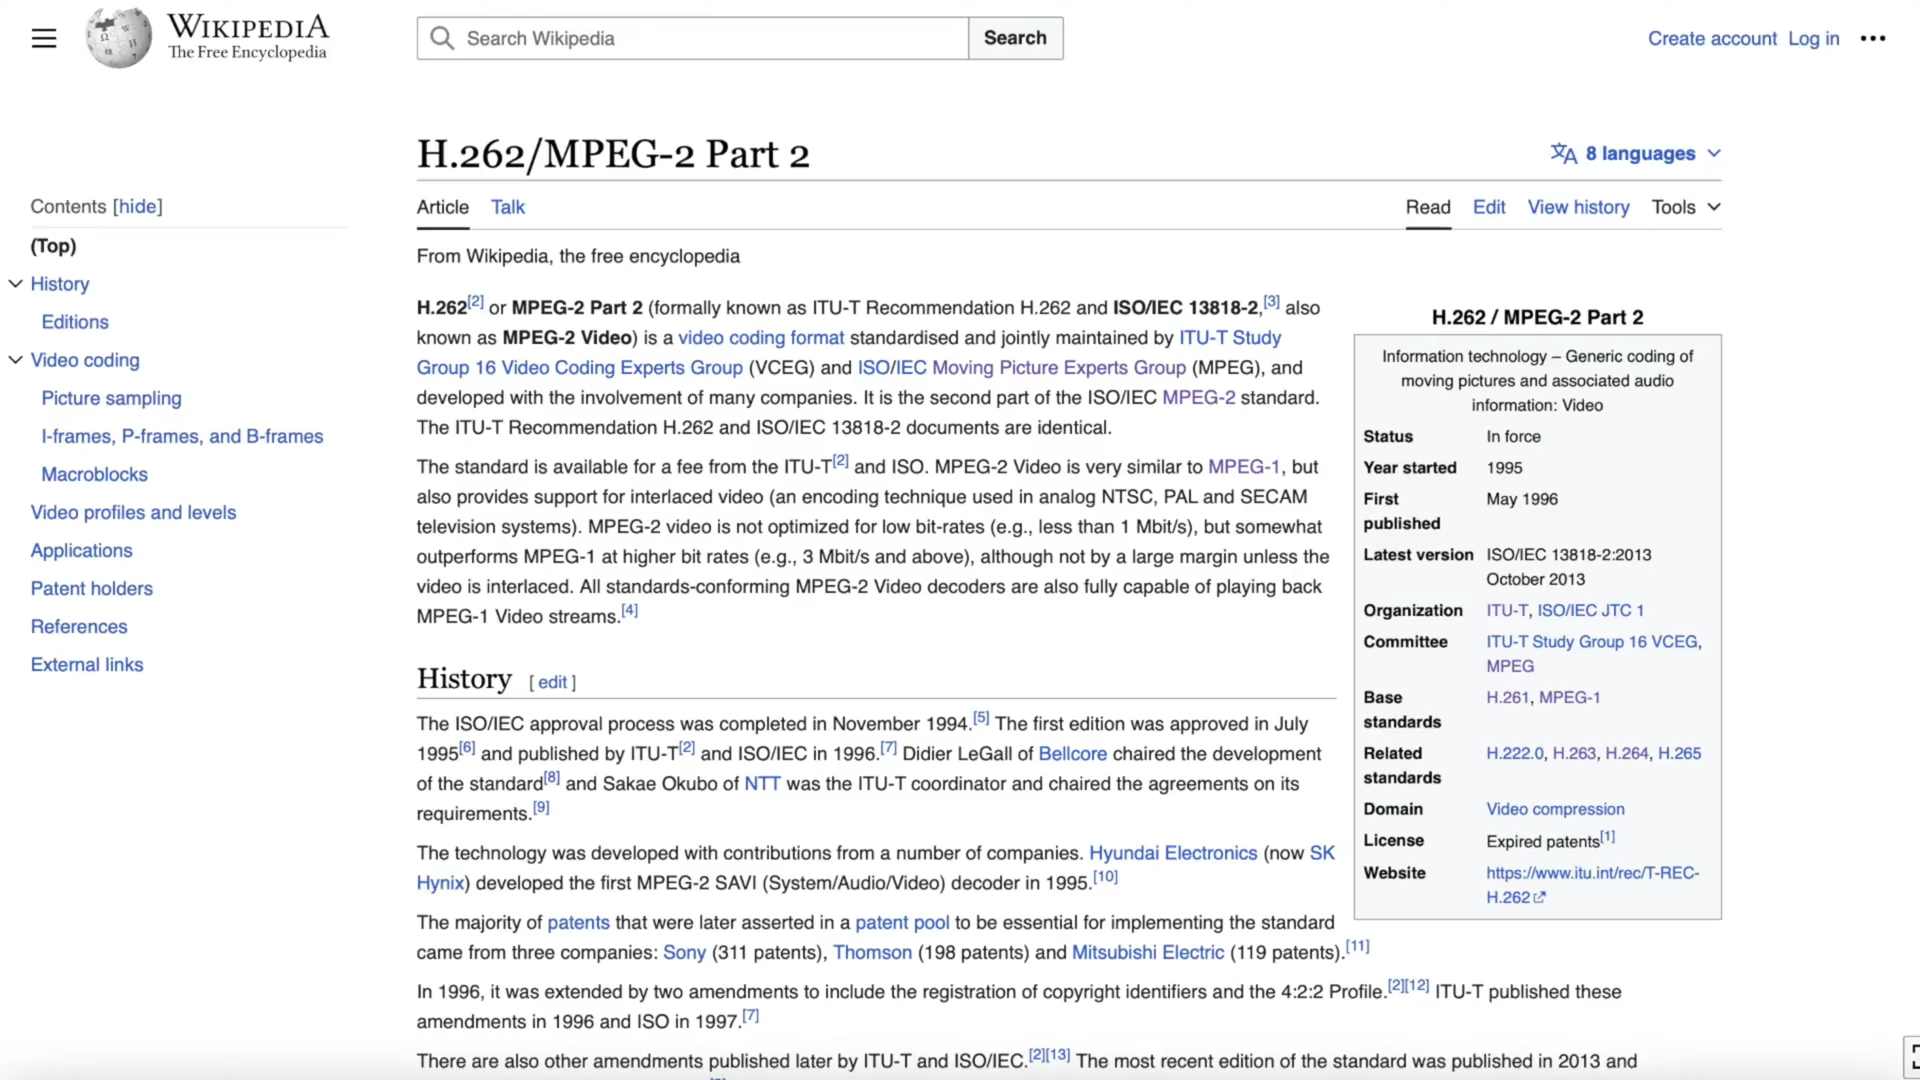 WIKIPEDIA
The Free Encyclopedia
Search Wikipedia
Search
Create account Log in
H.262/MPEG-2 Part 2
8 languages
Contents [hide]
(Top)
History
Editions
Video coding
Picture sampling
I-frames, P-frames, and B-frames
Macroblocks
Video profiles and levels
Applications
Patent holders
References
External links
Article Talk
Read Edit View history Tools
From Wikipedia, the free encyclopedia
H.262[2] or MPEG-2 Part 2 (formally known as ITU-T Recommendation H.262 and ISO/IEC 13818-2,[3] also
known as MPEG-2 Video) is a video coding format standardised and jointly maintained by ITU-T Study
Group 16 Video Coding Experts Group (VCEG) and ISO/IEC Moving Picture Experts Group (MPEG), and
developed with the involvement of many companies. It is the second part of the ISO/IEC MPEG-2 standard.
The ITU-T Recommendation H.262 and ISO/IEC 13818-2 documents are identical.
The standard is available for a fee from the ITU-T[2] and ISO. MPEG-2 Video is very similar to MPEG-1, but
also provides support for interlaced video (an encoding technique used in analog NTSC, PAL and SECAM
television systems). MPEG-2 video is not optimized for low bit-rates (e.g., less than 1 Mbit/s), but somewhat
outperforms MPEG-1 at higher bit rates (e.g., 3 Mbit/s and above), although not by a large margin unless the
video is interlaced. All standards-conforming MPEG-2 Video decoders are also fully capable of playing back
MPEG-1 Video streams.[4]
History [ edit ]
The ISO/IEC approval process was completed in November 1994.[5] The first edition was approved in July
1995[6] and published by ITU-T[2] and ISO/IEC in 1996.[7] Didier LeGall of Bellcore chaired the development
of the standard[8] and Sakae Okubo of NTT was the ITU-T coordinator and chaired the agreements on its
requirements.[9]
The technology was developed with contributions from a number of companies. Hyundai Electronics (now SK
Hynix) developed the first MPEG-2 SAVI (System/Audio/Video) decoder in 1995.[10]
The majority of patents that were later asserted in a patent pool to be essential for implementing the standard
came from three companies: Sony (311 patents), Thomson (198 patents) and Mitsubishi Electric (119 patents).[11]
In 1996, it was extended by two amendments to include the registration of copyright identifiers and the 4:2:2 Profile.[2][12] ITU-T published these
amendments in 1996 and ISO in 1997.[7]
There are also other amendments published later by ITU-T and ISO/IEC.[2][13] The most recent edition of the standard was published in 2013 and
H.262 / MPEG-2 Part 2
Information technology – Generic coding of
moving pictures and associated audio
information: Video
Status In force
Year started 1995
First May 1996
published
Latest version ISO/IEC 13818-2:2013
October 2013
Organization ITU-T, ISO/IEC JTC 1
Committee ITU-T Study Group 16 VCEG,
MPEG
Base H.261, MPEG-1
standards
Related H.222.0, H.263, H.264, H.265
standards
Domain Video compression
License Expired patents[1]
Website https://www.itu.int/rec/T-REC-
H.262